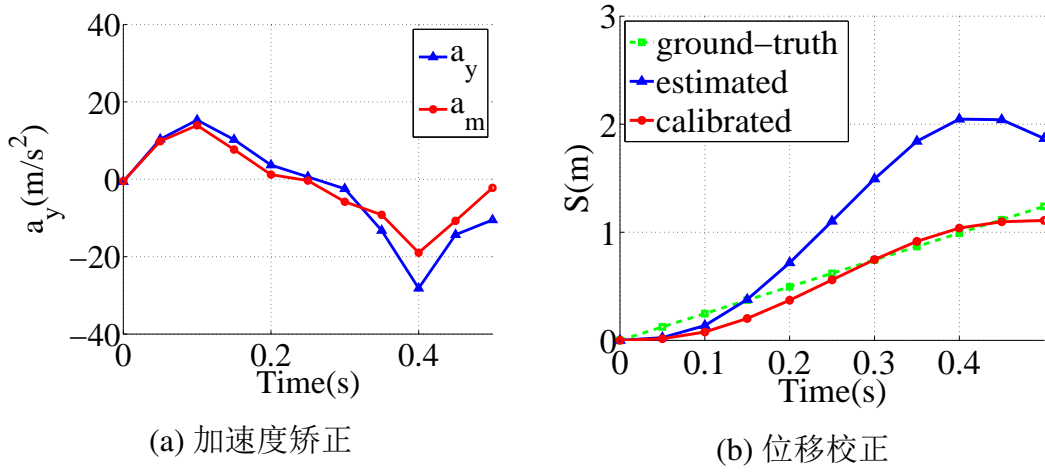 40
20
0
−20
−40
0
0.2
0.4
a_y(m/s²)
Time(s)
a_y
a_m
(a) 加速度矫正
3
2
1
0
0
0.1
0.2
0.3
0.4
S(m)
Time(s)
ground−truth
estimated
calibrated
(b) 位移校正